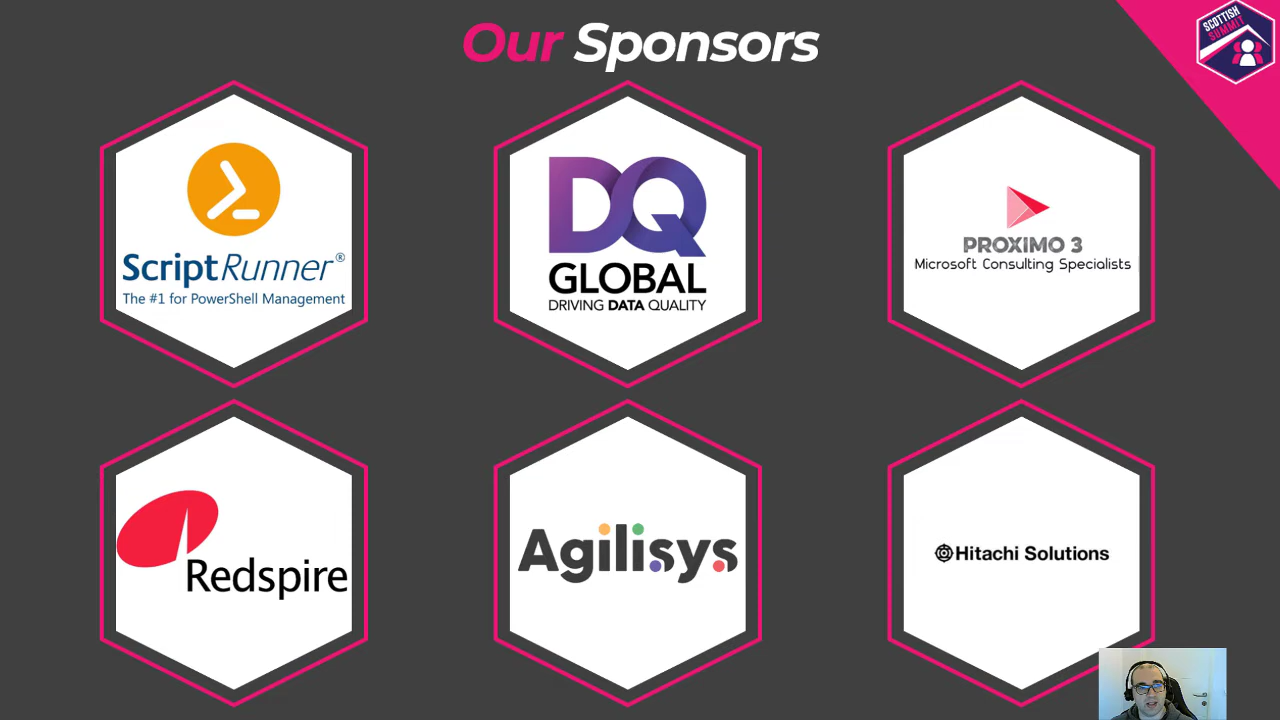 Our Sponsors
SCOTTISH
SUMMIT
ScriptRunner®
The #1 for PowerShell Management
DQ
GLOBAL
DRIVING DATA QUALITY
PROXIMO 3
Microsoft Consulting Specialists
Redspire
Agilisys
Hitachi Solutions